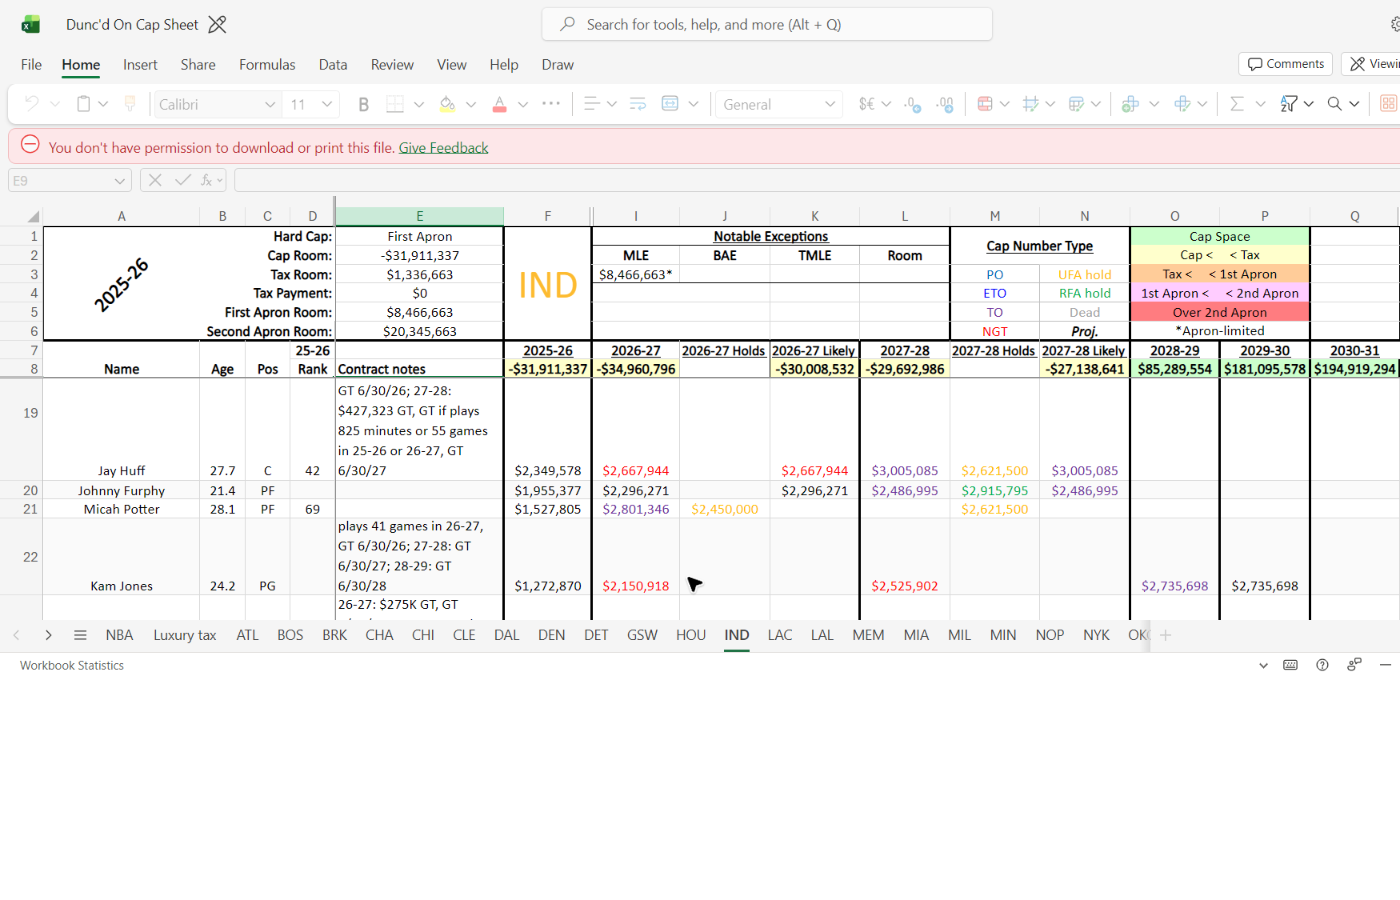 Dunc'd On Cap Sheet
Search for tools, help, and more (Alt + Q)
File Home Insert Share Formulas Data Review View Help Draw
Comments
Calibri 11 B A General $€ .0 .00
You don't have permission to download or print this file. Give Feedback
E9 fx
A B C D E F I J K L M N O P Q
1 Hard Cap: First Apron Notable Exceptions Cap Number Type Cap Space
2 Cap Room: -$31,911,337 MLE BAE TMLE Room Cap < < Tax
3 2025-26 Tax Room: $1,336,663 IND $8,466,663* PO UFA hold Tax < < 1st Apron
4 Tax Payment: $0 ETO RFA hold 1st Apron < < 2nd Apron
5 First Apron Room: $8,466,663 TO Dead Over 2nd Apron
6 Second Apron Room: $20,345,663 NGT Proj. *Apron-limited
7 25-26 2025-26 2026-27 2026-27 Holds 2026-27 Likely 2027-28 2027-28 Holds 2027-28 Likely 2028-29 2029-30 2030-31
8 Name Age Pos Rank Contract notes -$31,911,337 -$34,960,796 -$30,008,532 -$29,692,986 -$27,138,641 $85,289,554 $181,095,578 $194,919,294
GT 6/30/26; 27-28:
19 $427,323 GT, GT if plays
825 minutes or 55 games
in 25-26 or 26-27, GT
Jay Huff 27.7 C 42 6/30/27 $2,349,578 $2,667,944 $2,667,944 $3,005,085 $2,621,500 $3,005,085
20 Johnny Furphy 21.4 PF $1,955,377 $2,296,271 $2,296,271 $2,486,995 $2,915,795 $2,486,995
21 Micah Potter 28.1 PF 69 $1,527,805 $2,801,346 $2,450,000 $2,621,500
plays 41 games in 26-27,
GT 6/30/26; 27-28: GT
22 6/30/27; 28-29: GT
Kam Jones 24.2 PG 6/30/28 $1,272,870 $2,150,918 $2,525,902 $2,735,698 $2,735,698
26-27: $275K GT, GT
NBA Luxury tax ATL BOS BRK CHA CHI CLE DAL DEN DET GSW HOU IND LAC LAL MEM MIA MIL MIN NOP NYK
Workbook Statistics